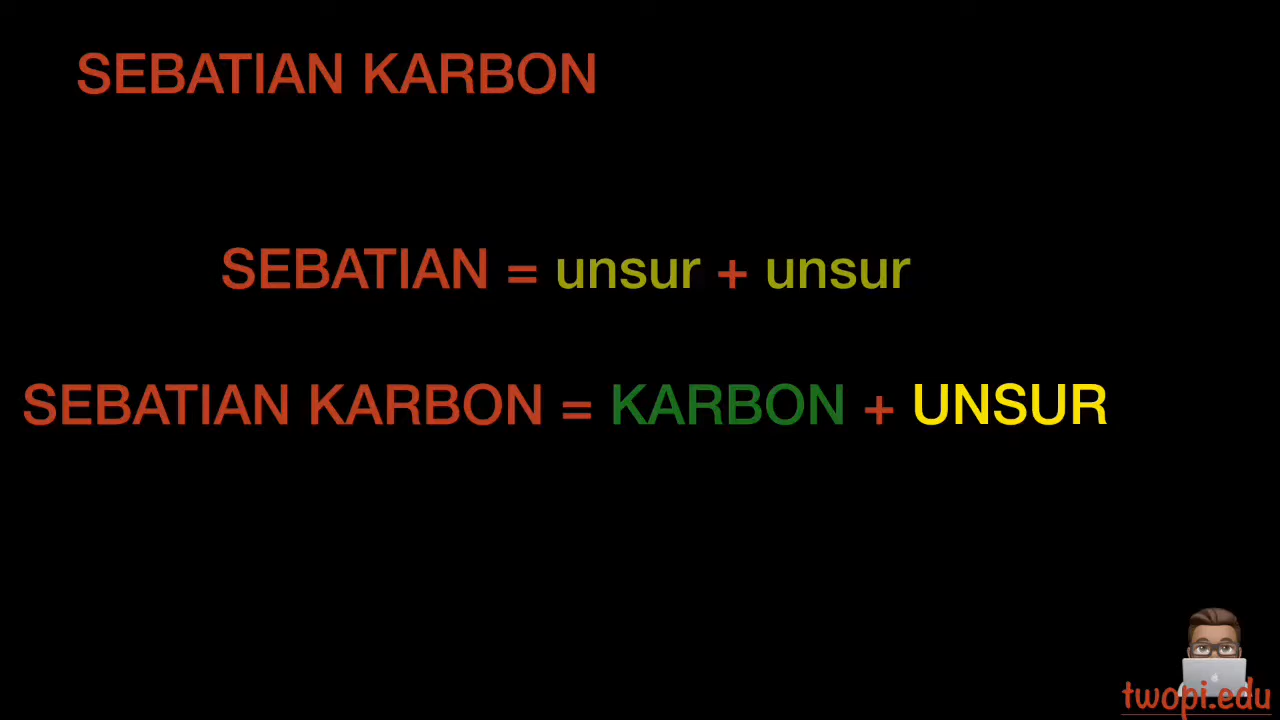 SEBATIAN KARBON
SEBATIAN = unsur + unsur
SEBATIAN KARBON = KARBON + UNSUR
twopi.edu